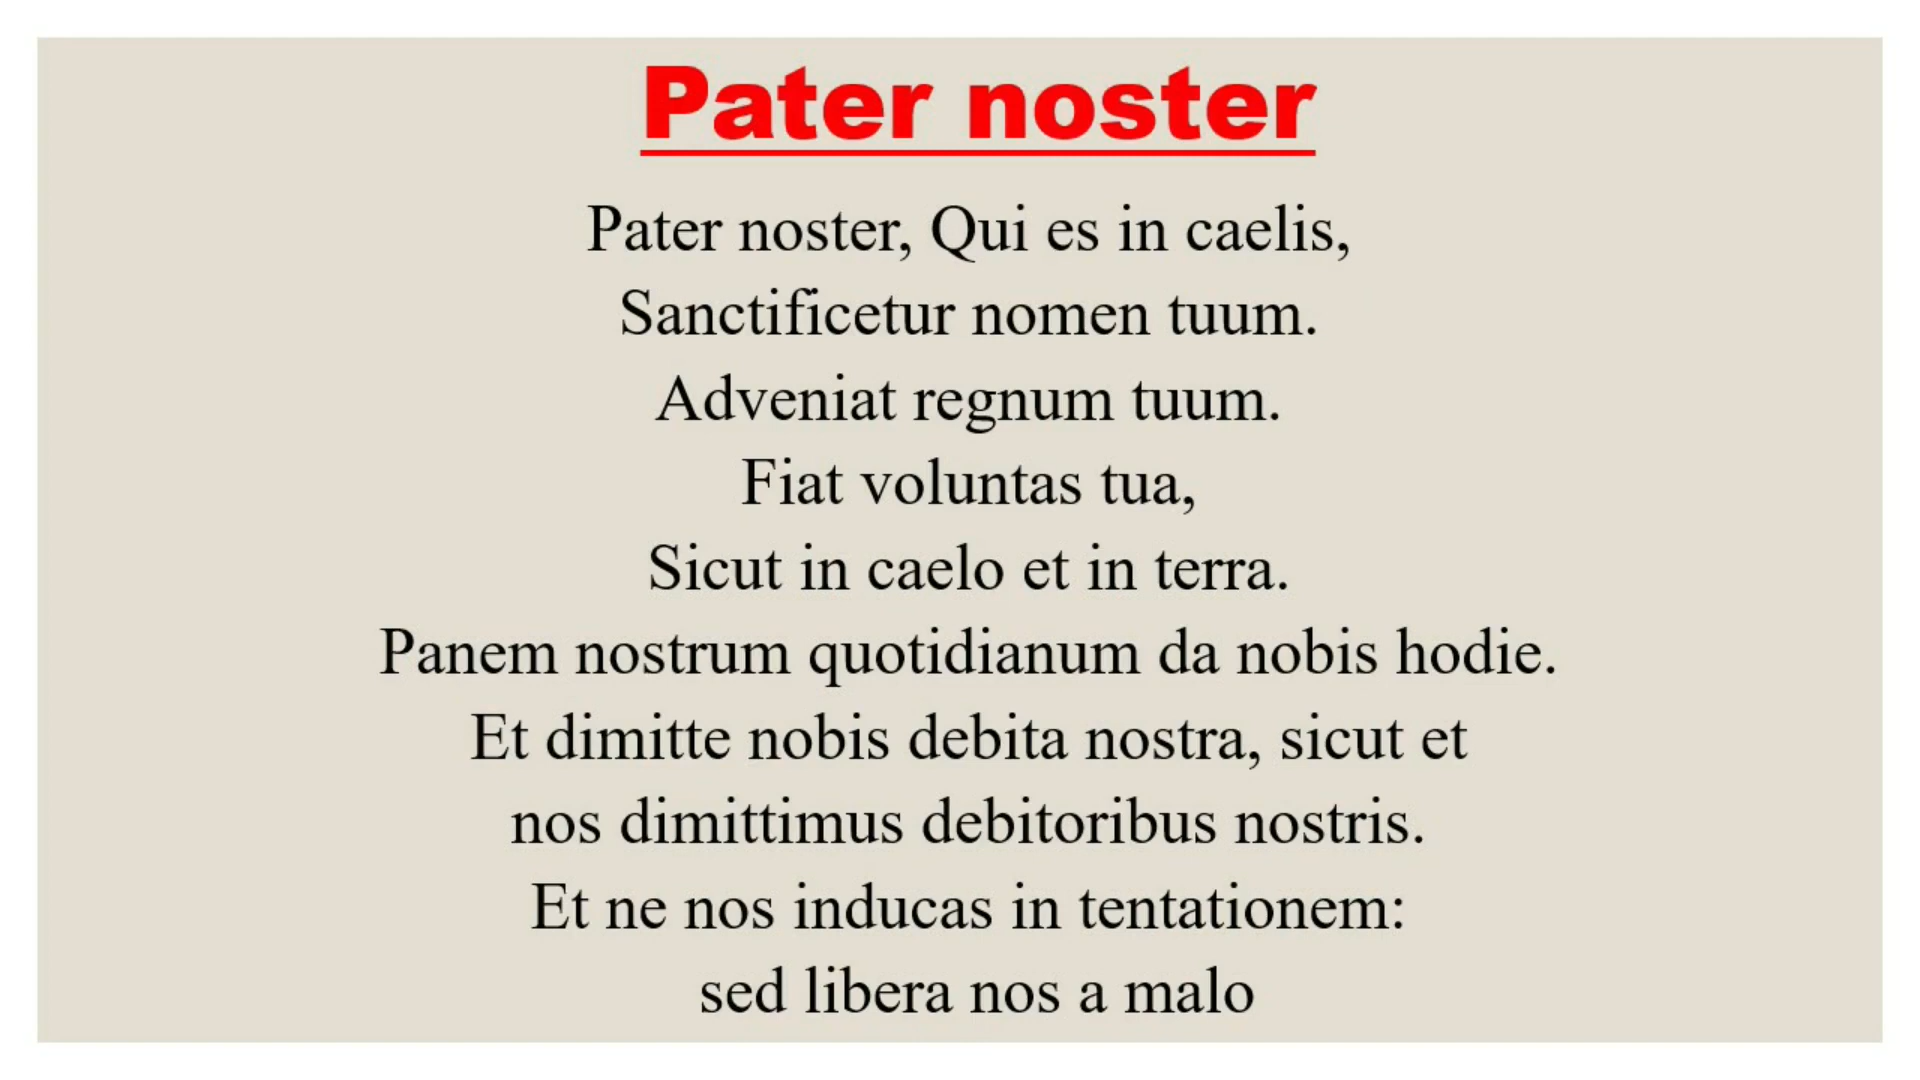 Pater noster
Pater noster, Qui es in caelis,
Sanctificetur nomen tuum.
Adveniat regnum tuum.
Fiat voluntas tua,
Sicut in caelo et in terra.
Panem nostrum quotidianum da nobis hodie.
Et dimitte nobis debita nostra, sicut et
nos dimittimus debitoribus nostris.
Et ne nos inducas in tentationem:
sed libera nos a malo